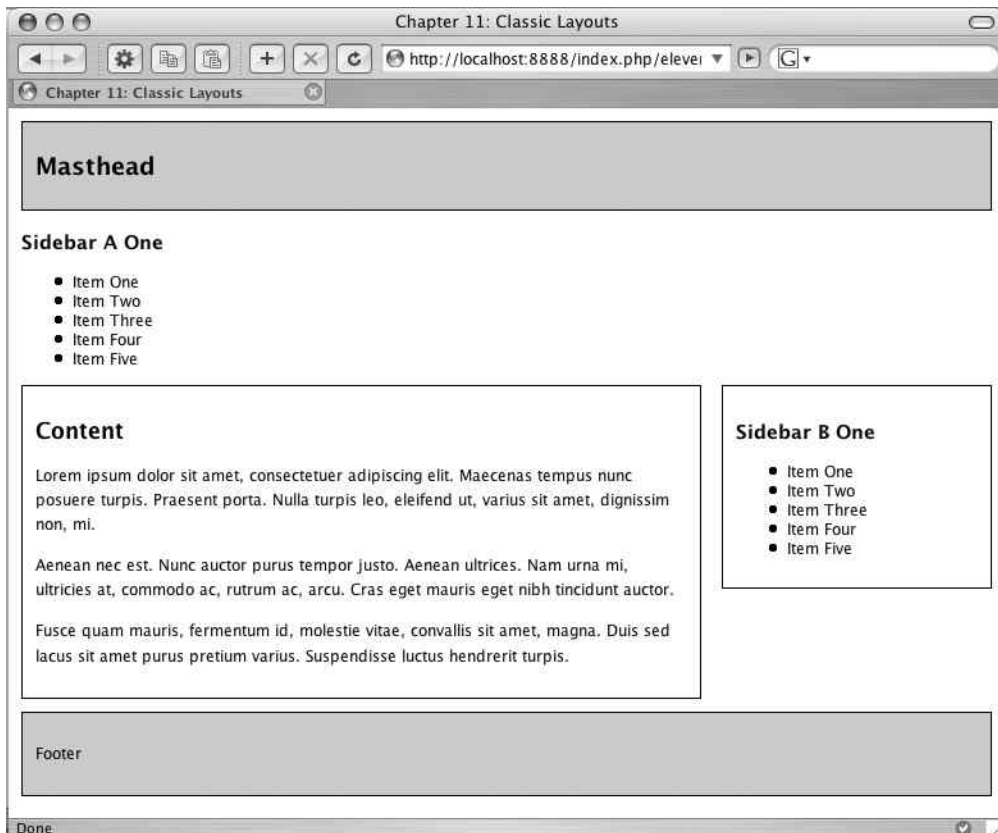 Chapter 11: Classic Layouts
http://localhost:8888/index.php/elever
G
Chapter 11: Classic Layouts
Masthead
Sidebar A One
Item One
Item Two
Item Three
Item Four
Item Five
Content
Lorem ipsum dolor sit amet, consectetuer adipiscing elit. Maecenas tempus nunc
posuere turpis. Praesent porta. Nulla turpis leo, eleifend ut, varius sit amet, dignissim
non, mi.
Aenean nec est. Nunc auctor purus tempor justo. Aenean ultrices. Nam urna mi,
ultricies at, commodo ac, rutrum ac, arcu. Cras eget mauris eget nibh tincidunt auctor.
Fusce quam mauris, fermentum id, molestie vitae, convallis sit amet, magna. Duis sed
lacus sit amet purus pretium varius. Suspendisse luctus hendrerit turpis.
Sidebar B One
Item One
Item Two
Item Three
Item Four
Item Five
Footer
Done